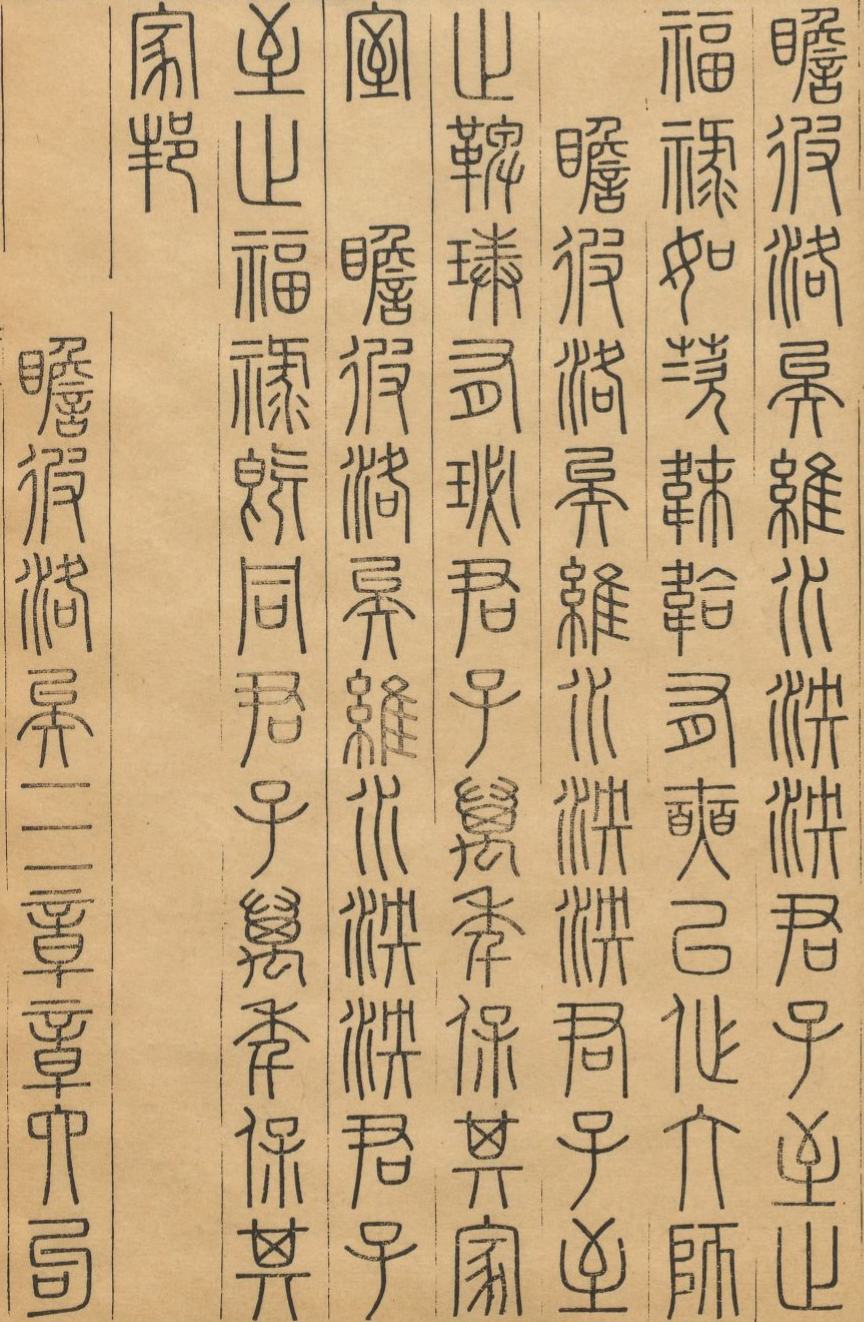 瞻彼洛矣維水泱泱君子至止
福祿如茨韎韐有奭以作六師
瞻彼洛矣維水泱泱君子至
止鞞琫有珌君子萬年保其家
室 瞻彼洛矣維水泱泱君子
至止福祿既同君子萬年保其
家邦
瞻彼洛矣三章章六句